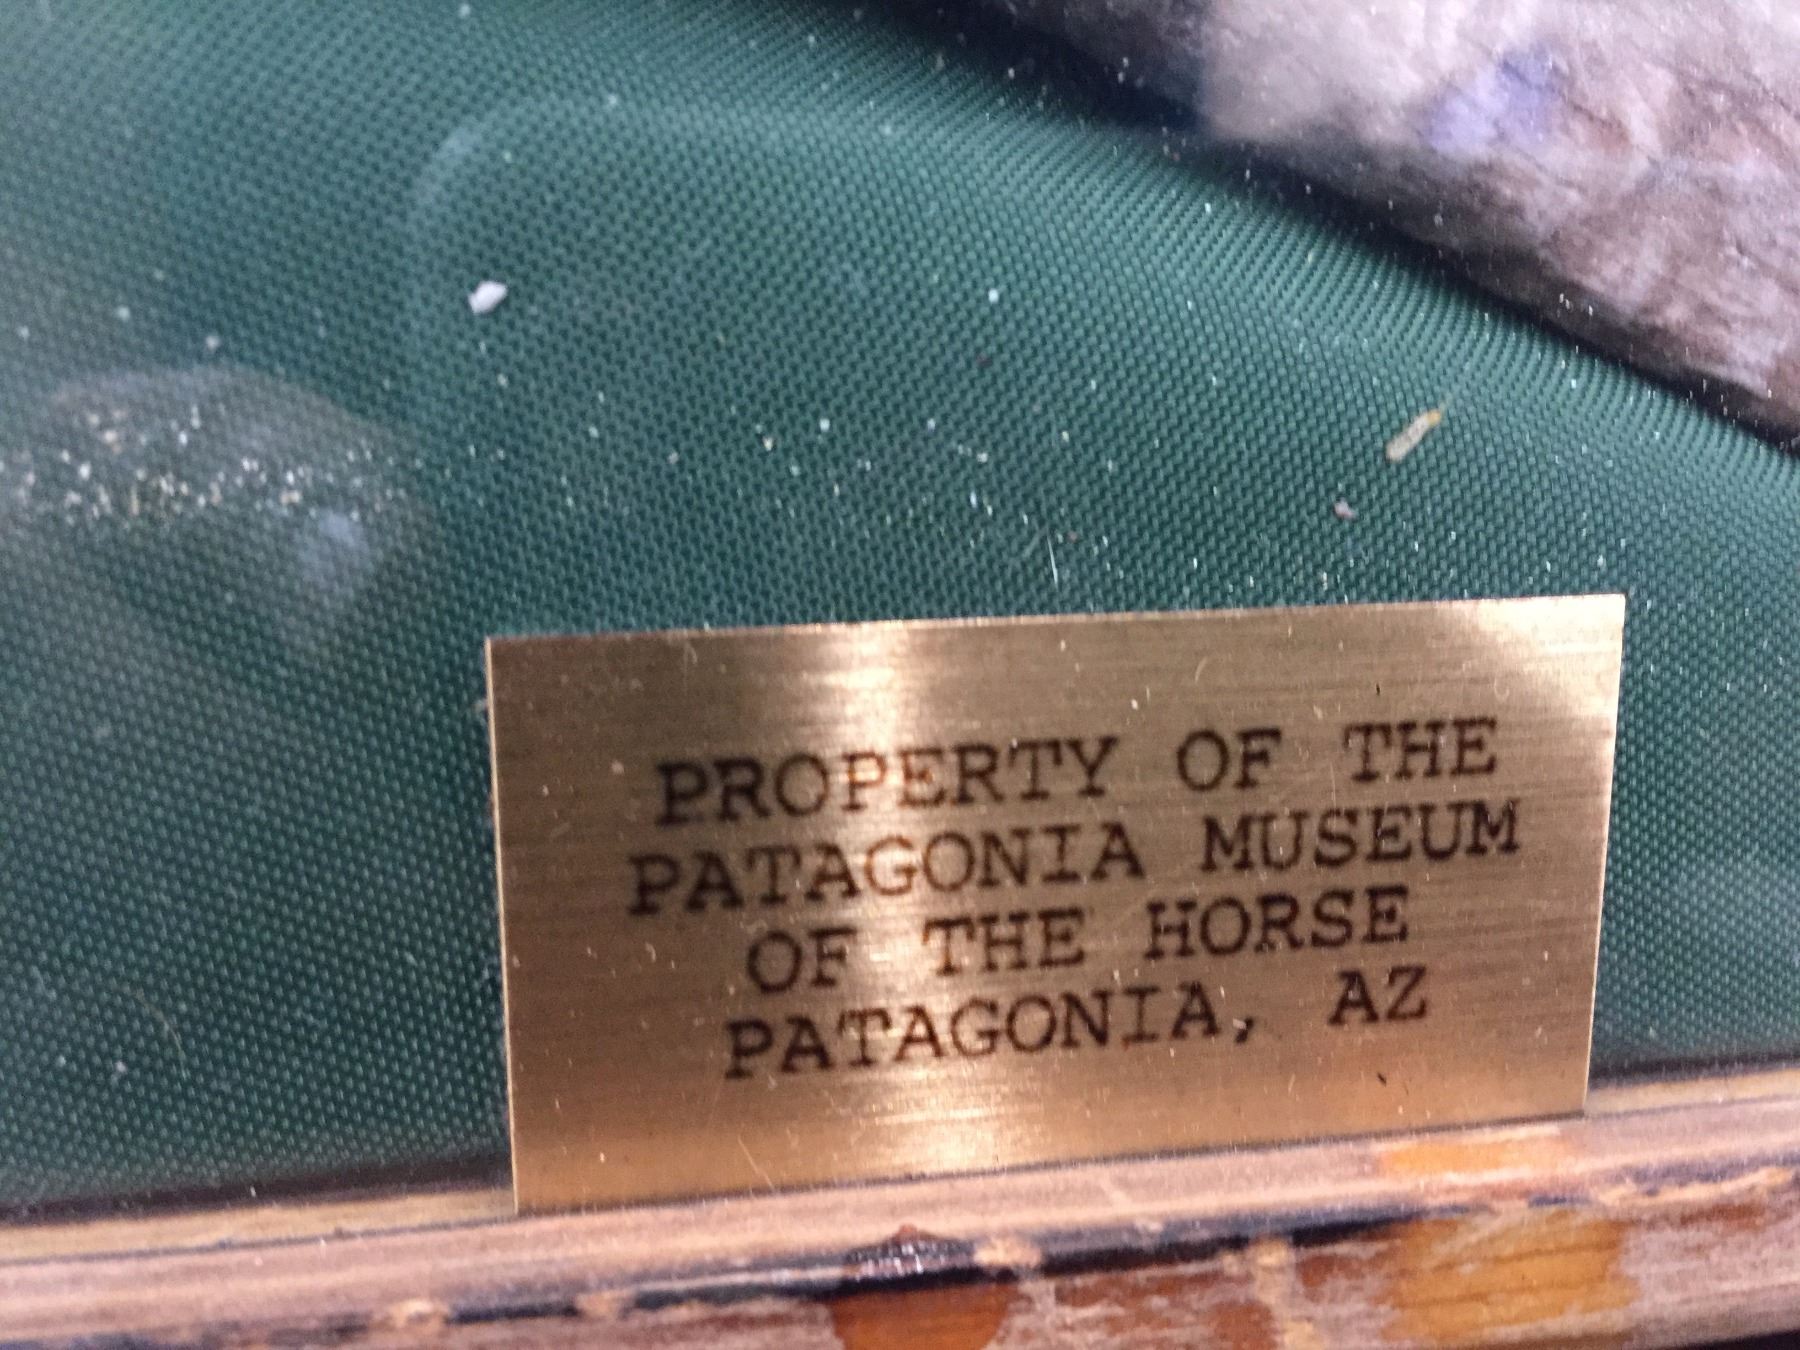 PROPERTY OF THE
PATAGONIA MUSEUM
OF THE HORSE
PATAGONIA, AZ